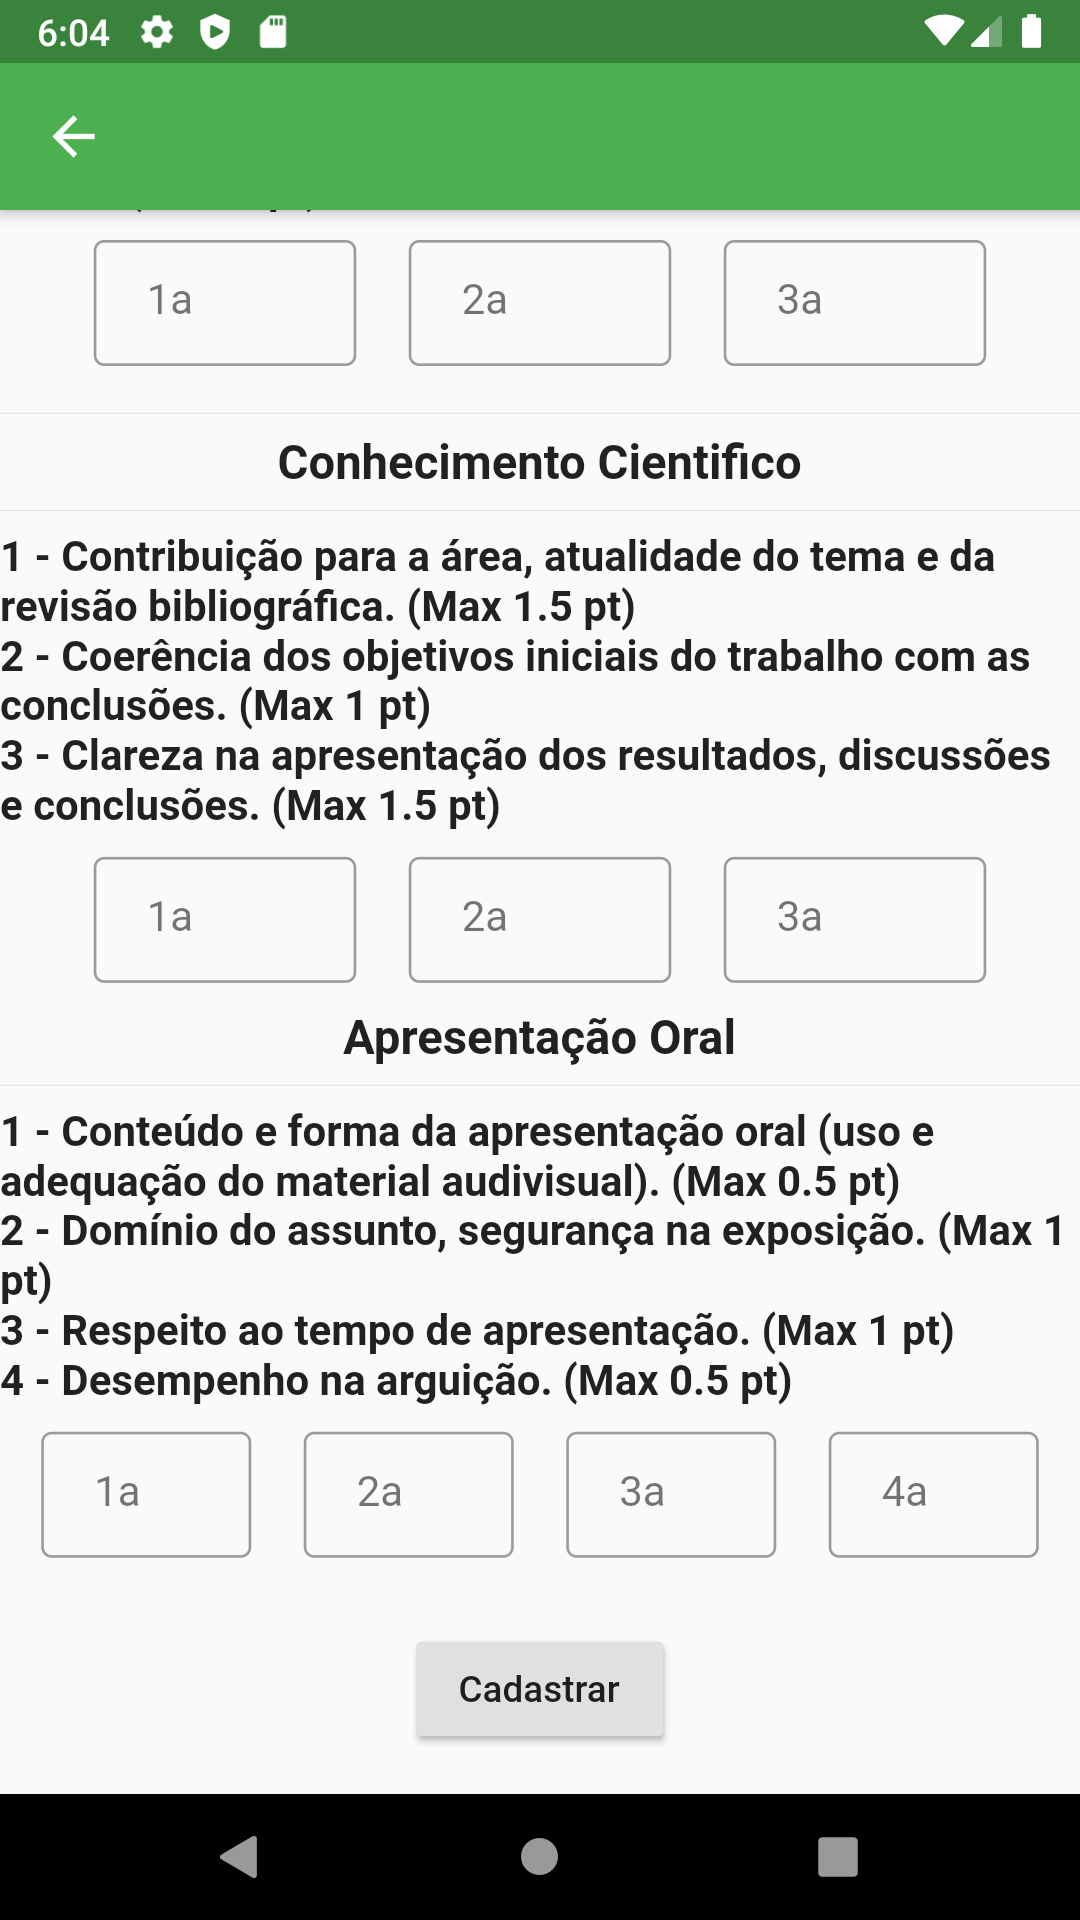 6:04
1a 2a 3a
Conhecimento Cientifico
1 - Contribuição para a área, atualidade do tema e da
revisão bibliográfica. (Max 1.5 pt)
2 - Coerência dos objetivos iniciais do trabalho com as
conclusões. (Max 1 pt)
3 - Clareza na apresentação dos resultados, discussões
e conclusões. (Max 1.5 pt)
1a 2a 3a
Apresentação Oral
1 - Conteúdo e forma da apresentação oral (uso e
adequação do material audivisual). (Max 0.5 pt)
2 - Domínio do assunto, segurança na exposição. (Max 1
pt)
3 - Respeito ao tempo de apresentação. (Max 1 pt)
4 - Desempenho na arguição. (Max 0.5 pt)
1a 2a 3a 4a
Cadastrar